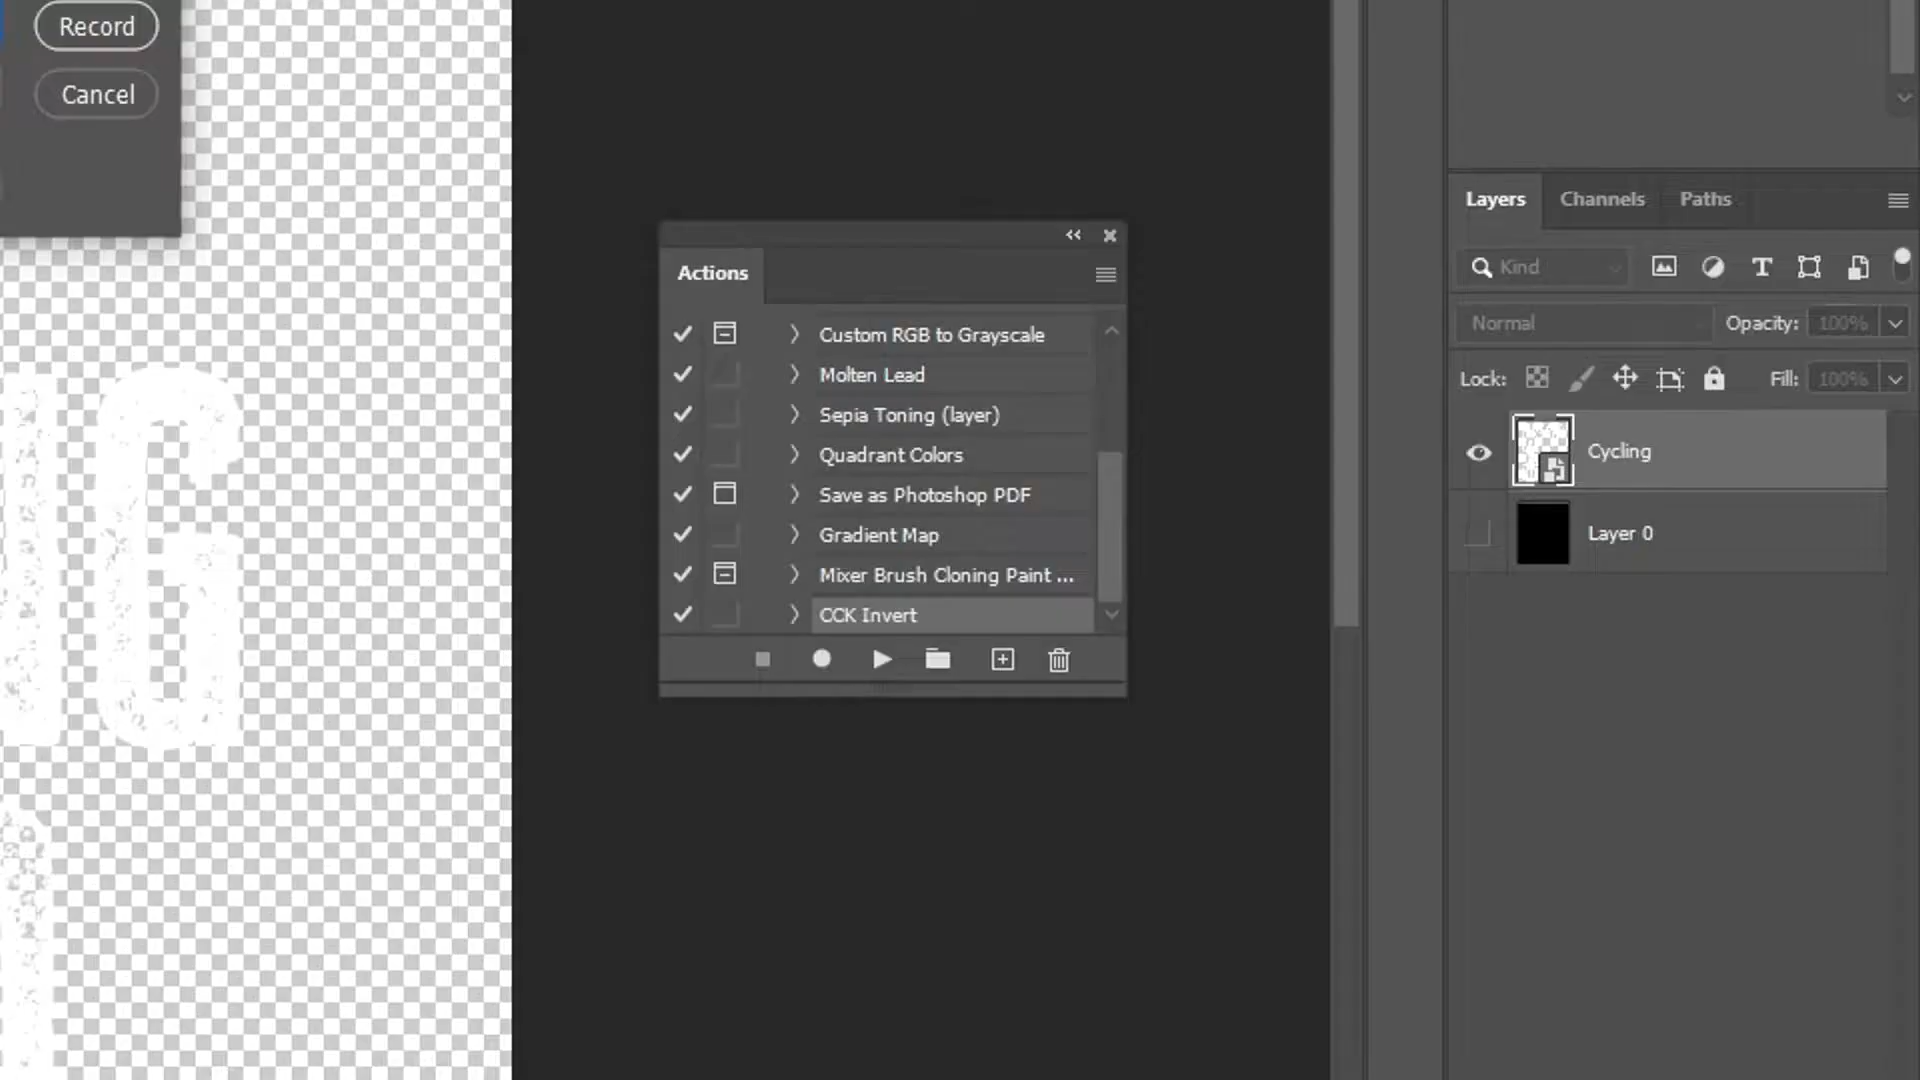 Record
Cancel
Actions
Custom RGB to Grayscale
Molten Lead
Sepia Toning (layer)
Quadrant Colors
Save as Photoshop PDF
Gradient Map
Mixer Brush Cloning Paint ...
CCK Invert
Layers Channels Paths
Kind
Normal Opacity: 100%
Lock: Fill: 100%
Cycling
Layer 0
G